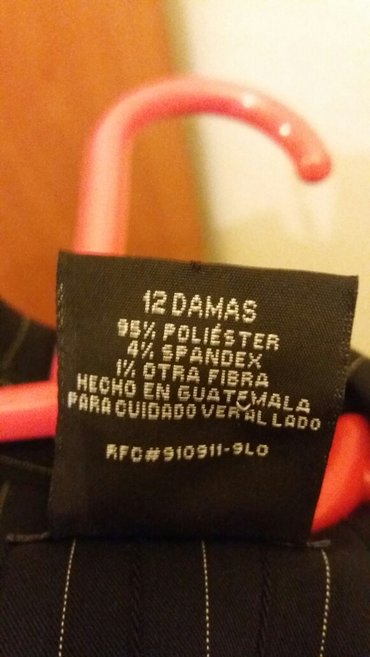 12 DAMAS
95% POLIÉSTER
4% SPANDEX
1% OTRA FIBRA
HECHO EN GUATEMALA
PARA CUIDADO VER AL LADO
RFC#910911-9L0